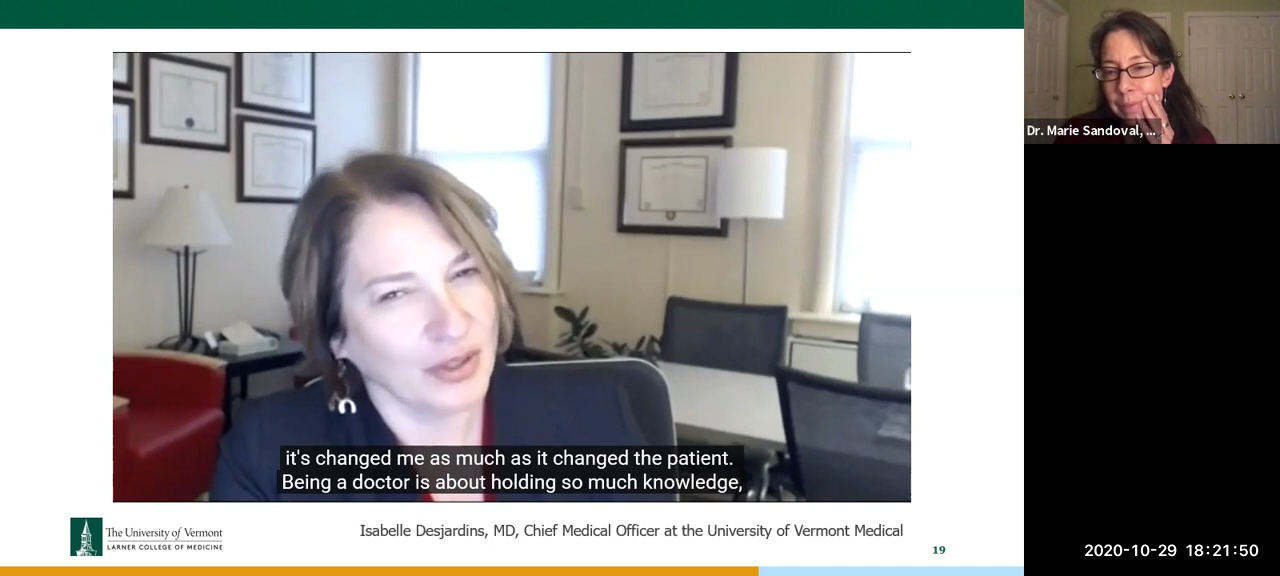 it's changed me as much as it changed the patient.
Being a doctor is about holding so much knowledge,
The University of Vermont
LARNER COLLEGE OF MEDICINE
Isabelle Desjardins, MD, Chief Medical Officer at the University of Vermont Medical
19
Dr. Marie Sandoval, ...
2020-10-29 18:21:50